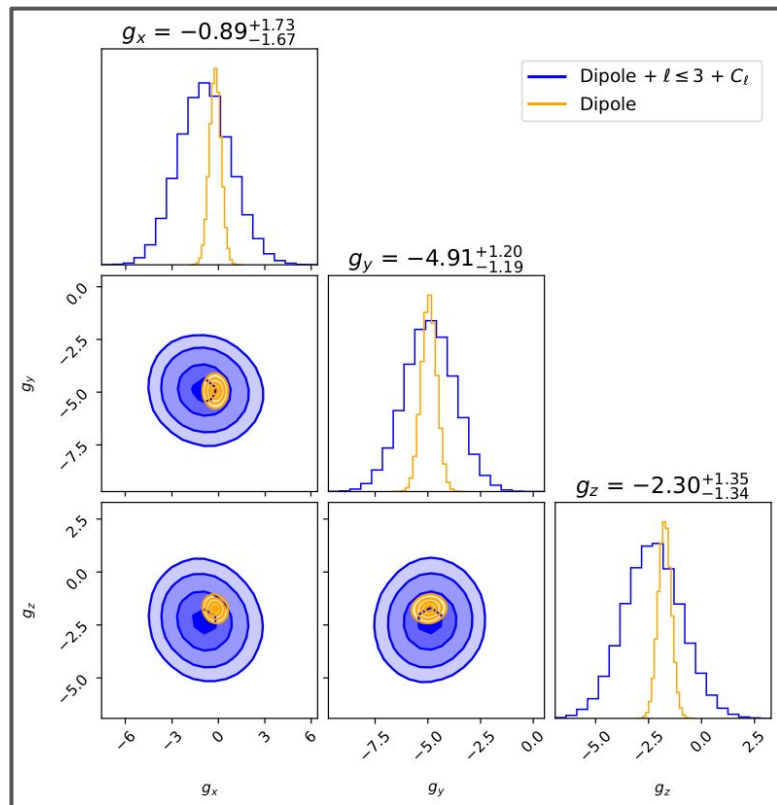 g_x = −0.89^{+1.73}_{−1.67}
Dipole + ℓ ≤ 3 + C_ℓ
Dipole
g_y = −4.91^{+1.20}_{−1.19}
0.0
−2.5
−5.0
−7.5
g_y
g_z = −2.30^{+1.35}_{−1.34}
2.5
0.0
−2.5
−5.0
g_z
−6 −3 0 3 6
−7.5 −5.0 −2.5 0.0
−5.0 −2.5 0.0 2.5
g_x
g_y
g_z